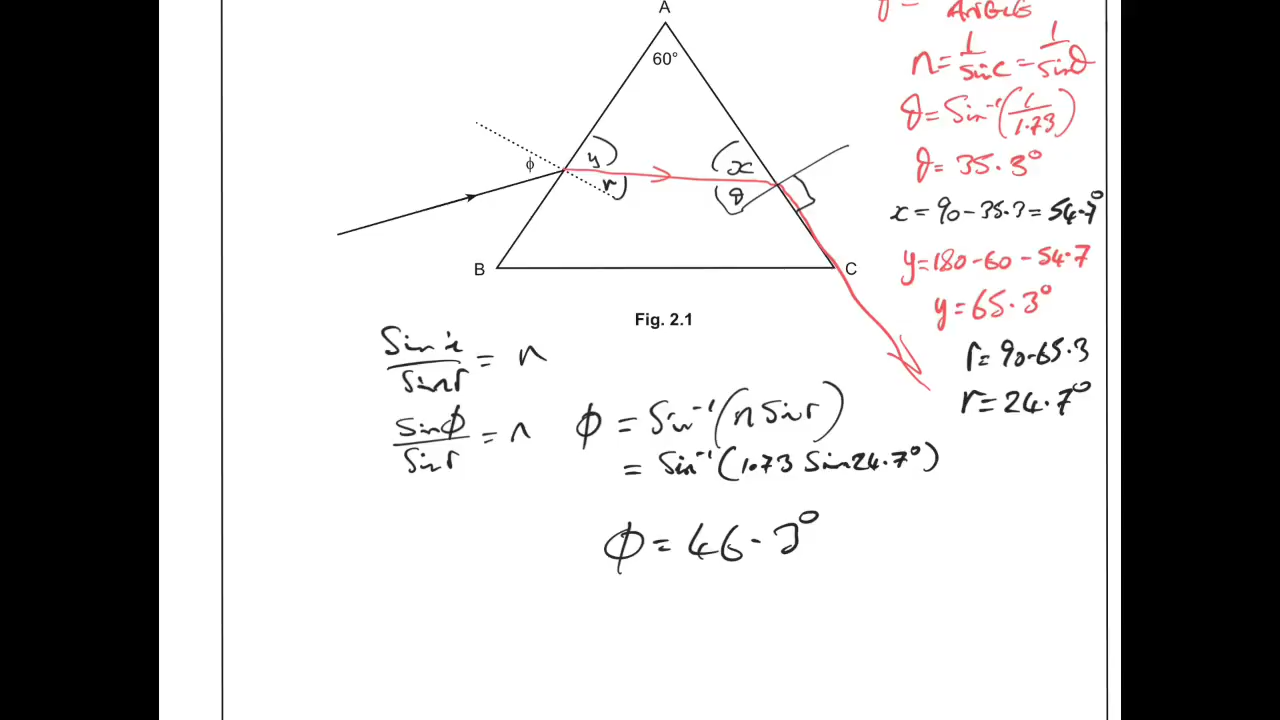 A
ANGLE
60°
n = 1/sin c = 1/sin θ
θ = Sin⁻¹(1/1.73)
ϕ
y
x
r
θ
θ = 35.3°
x = 90 - 35.3 = 54.7°
B
C
y = 180 - 60 - 54.7
y = 65.3°
Fig. 2.1
Sin i / Sin r = n
r = 90 - 65.3
r = 24.7°
Sin ϕ / Sin r = n
ϕ = Sin⁻¹(n Sin r)
= Sin⁻¹(1.73 Sin 24.7°)
ϕ = 46.3°